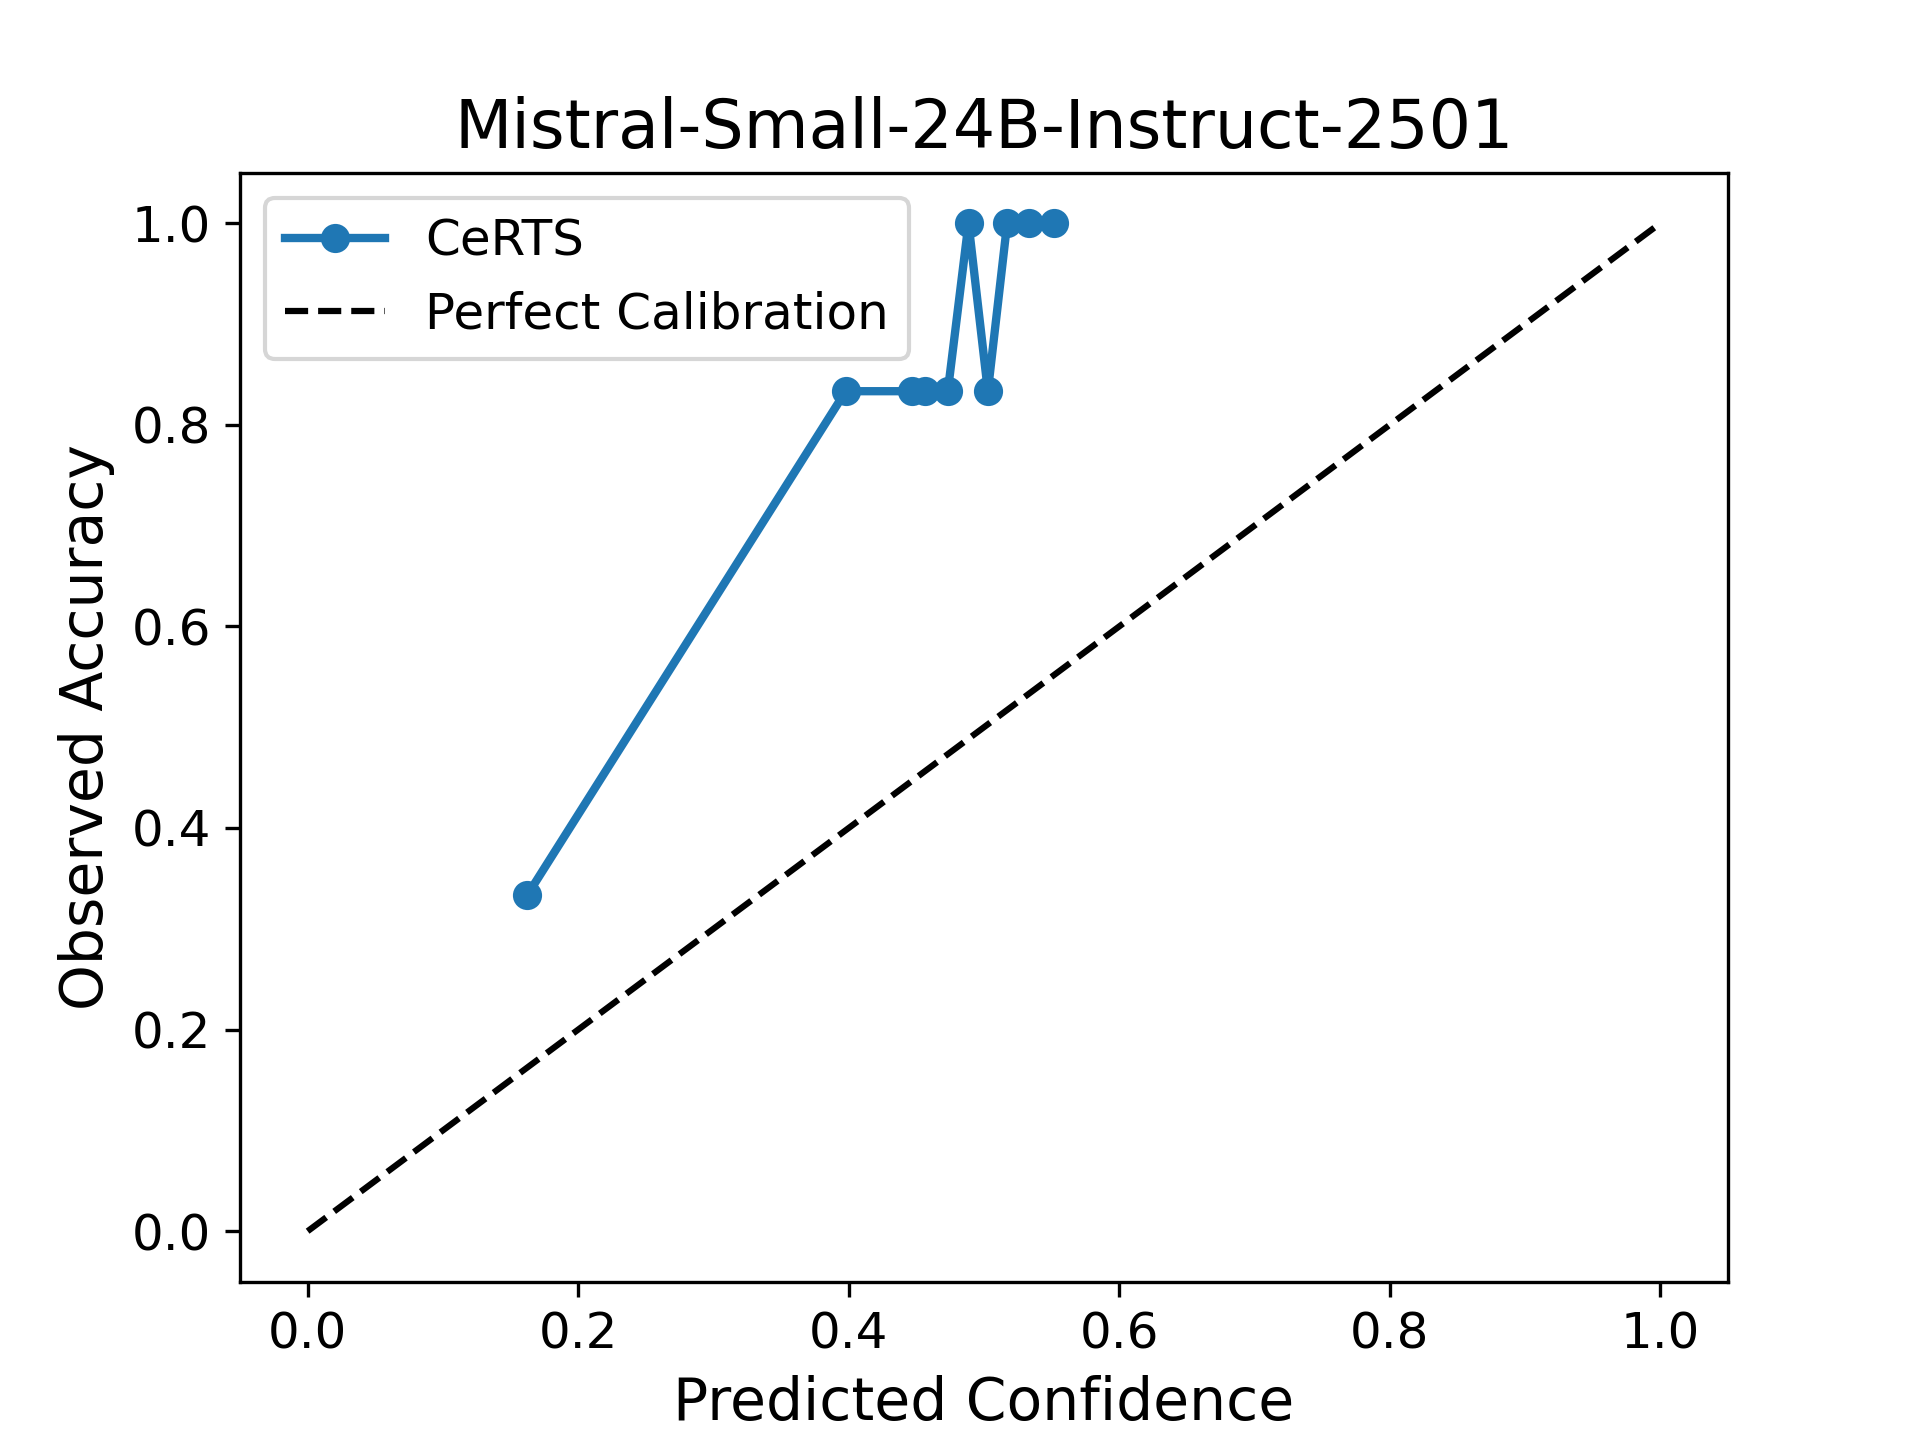 Mistral-Small-24B-Instruct-2501
CeRTS
Perfect Calibration
1.0
0.8
0.6
0.4
0.2
0.0
Observed Accuracy
0.0 0.2 0.4 0.6 0.8 1.0
Predicted Confidence